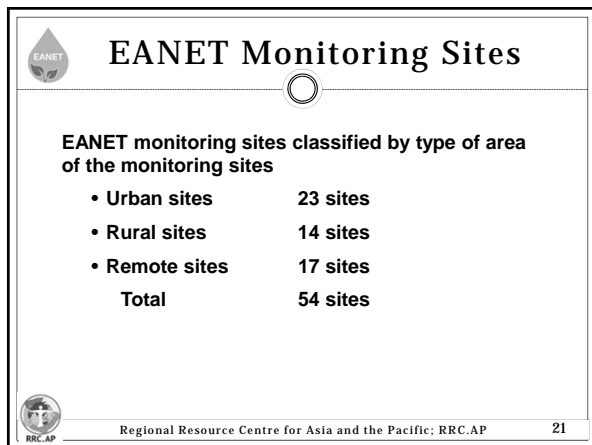 EANET
EANET Monitoring Sites
EANET monitoring sites classified by type of area
of the monitoring sites
• Urban sites 23 sites
• Rural sites 14 sites
• Remote sites 17 sites
Total 54 sites
RRC.AP
Regional Resource Centre for Asia and the Pacific; RRC.AP 21